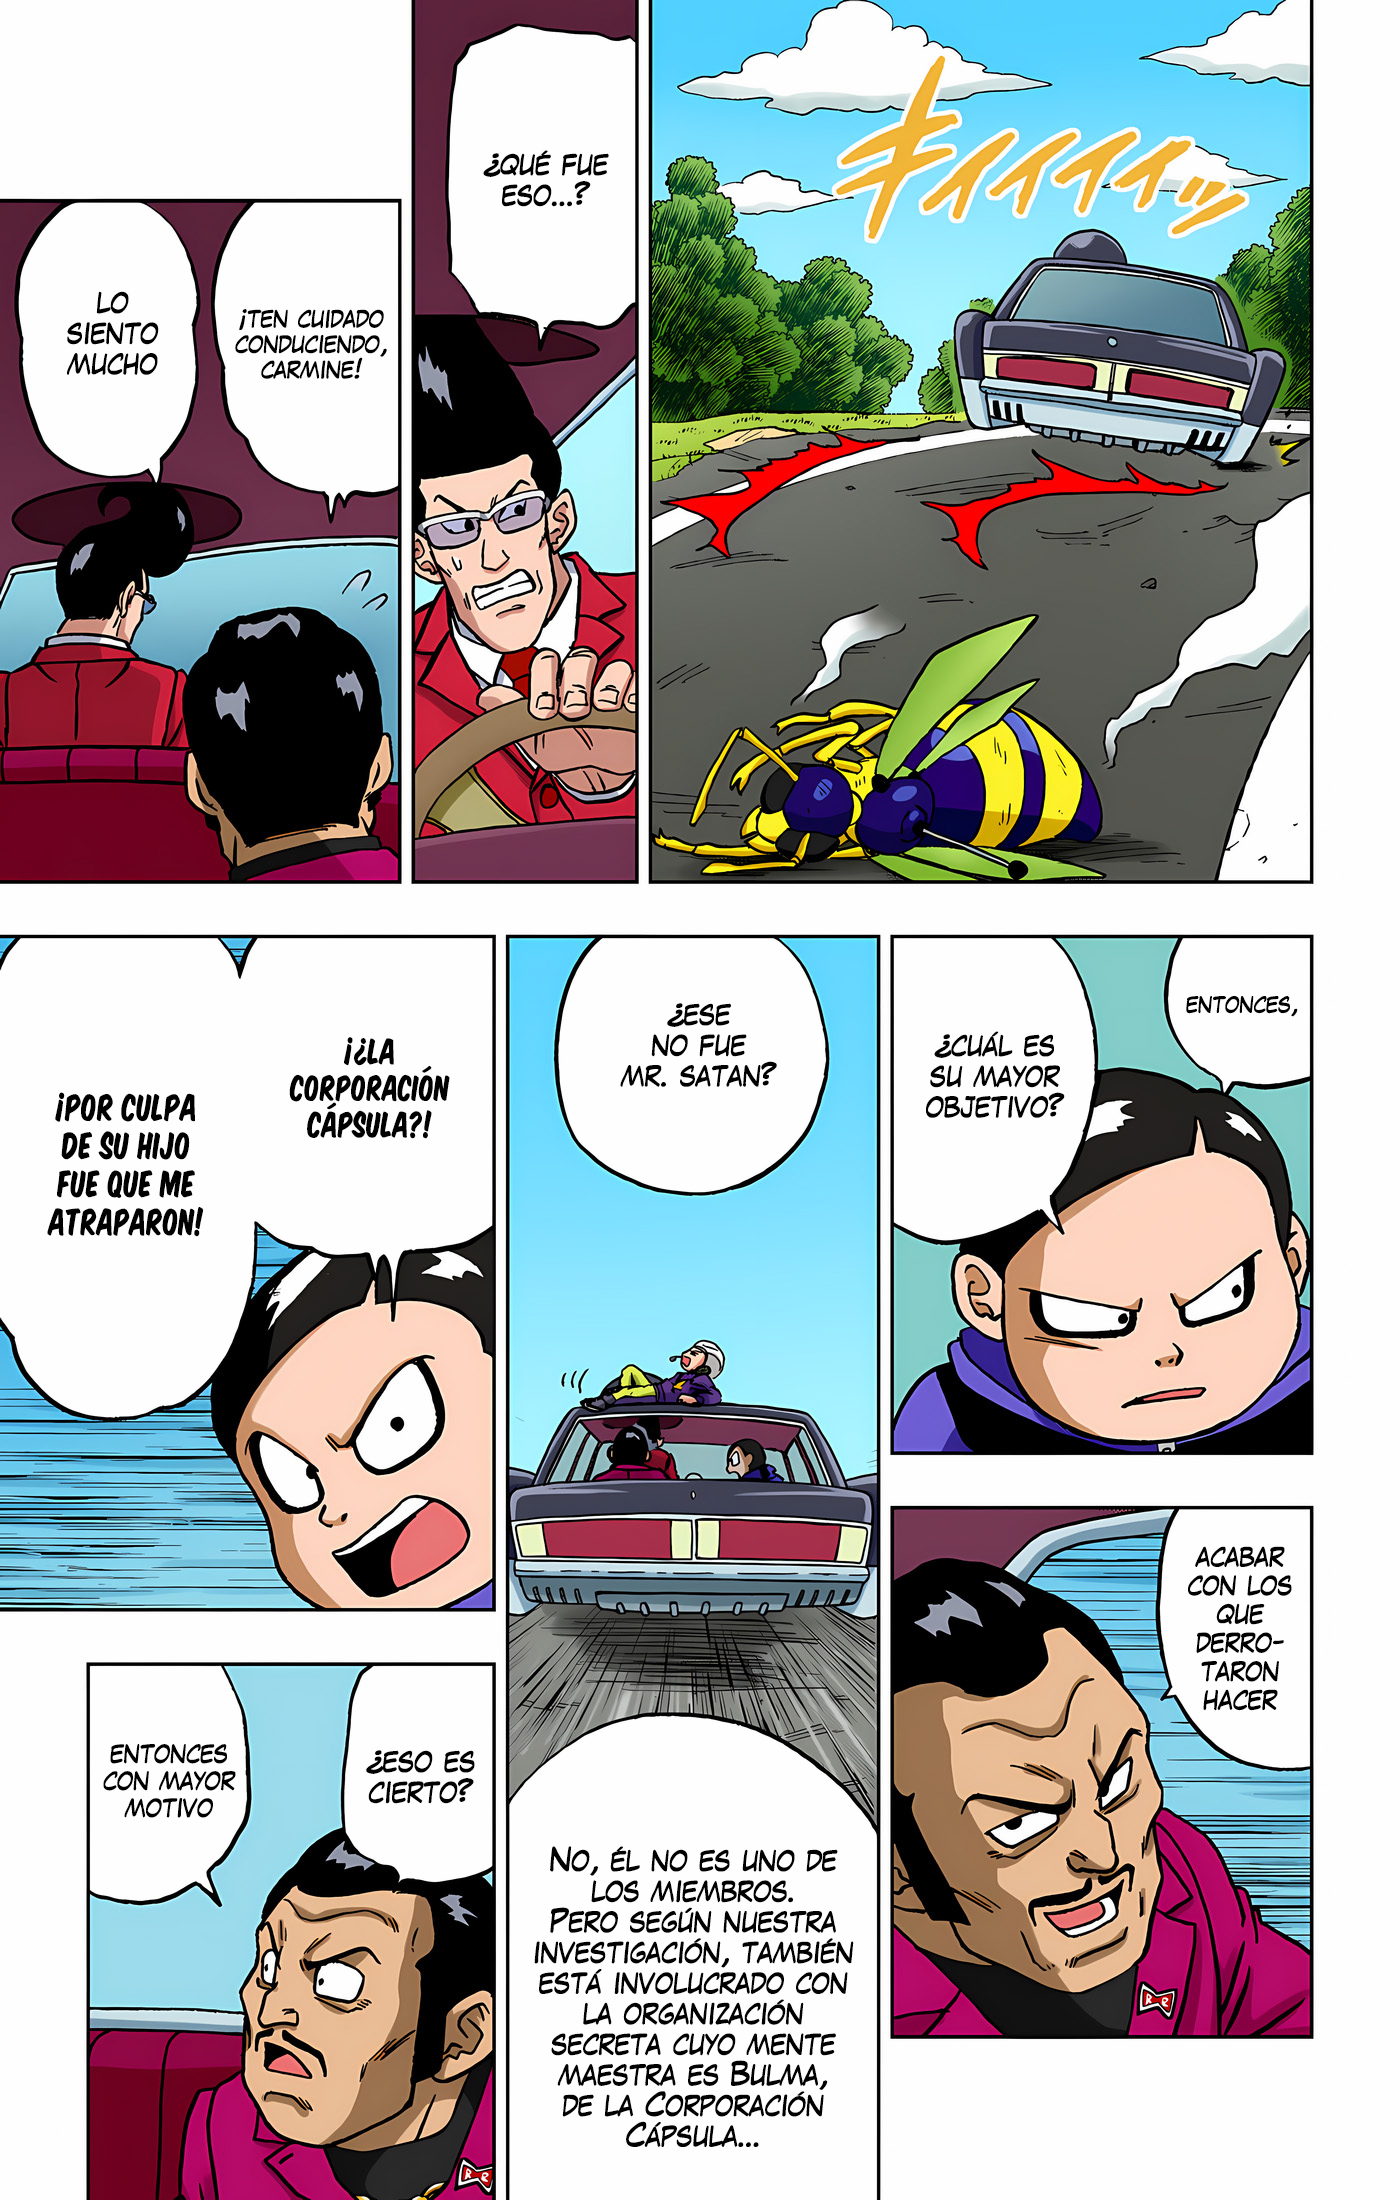 キィイイイィッ
¿QUÉ FUE
ESO...?
¡TEN CUIDADO
CONDUCIENDO,
CARMINE!
LO
SIENTO
MUCHO
ENTONCES,
¿CUÁL ES
SU MAYOR
OBJETIVO?
ACABAR
CON LOS
QUE
DERRO-
TARON
HACER
R R
¿ESE
NO FUE
MR. SATAN?
NO, ÉL NO ES UNO DE
LOS MIEMBROS.
PERO SEGÚN NUESTRA
INVESTIGACIÓN, TAMBIÉN
ESTÁ INVOLUCRADO CON
LA ORGANIZACIÓN
SECRETA CUYO MENTE
MAESTRA ES BULMA,
DE LA CORPORACIÓN
CÁPSULA...
¡¿LA
CORPORACIÓN
CÁPSULA?!
¡POR CULPA
DE SU HIJO
FUE QUE ME
ATRAPARON!
¿ESO ES
CIERTO?
ENTONCES
CON MAYOR
MOTIVO
R R